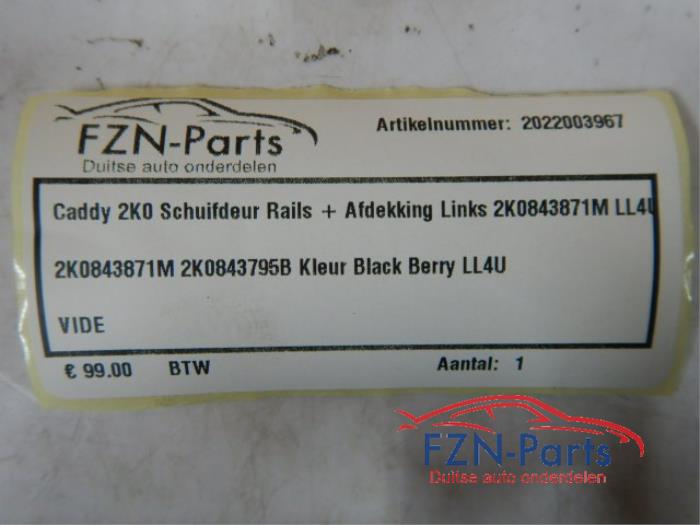 FZN-Parts
Duitse auto onderdelen
Artikelnummer: 2022003967
Caddy 2K0 Schuifdeur Rails + Afdekking Links 2K0843871M LL4U
2K0843871M 2K0843795B Kleur Black Berry LL4U
VIDE
€ 99.00 BTW Aantal: 1
FZN-Parts
Duitse auto onderdelen